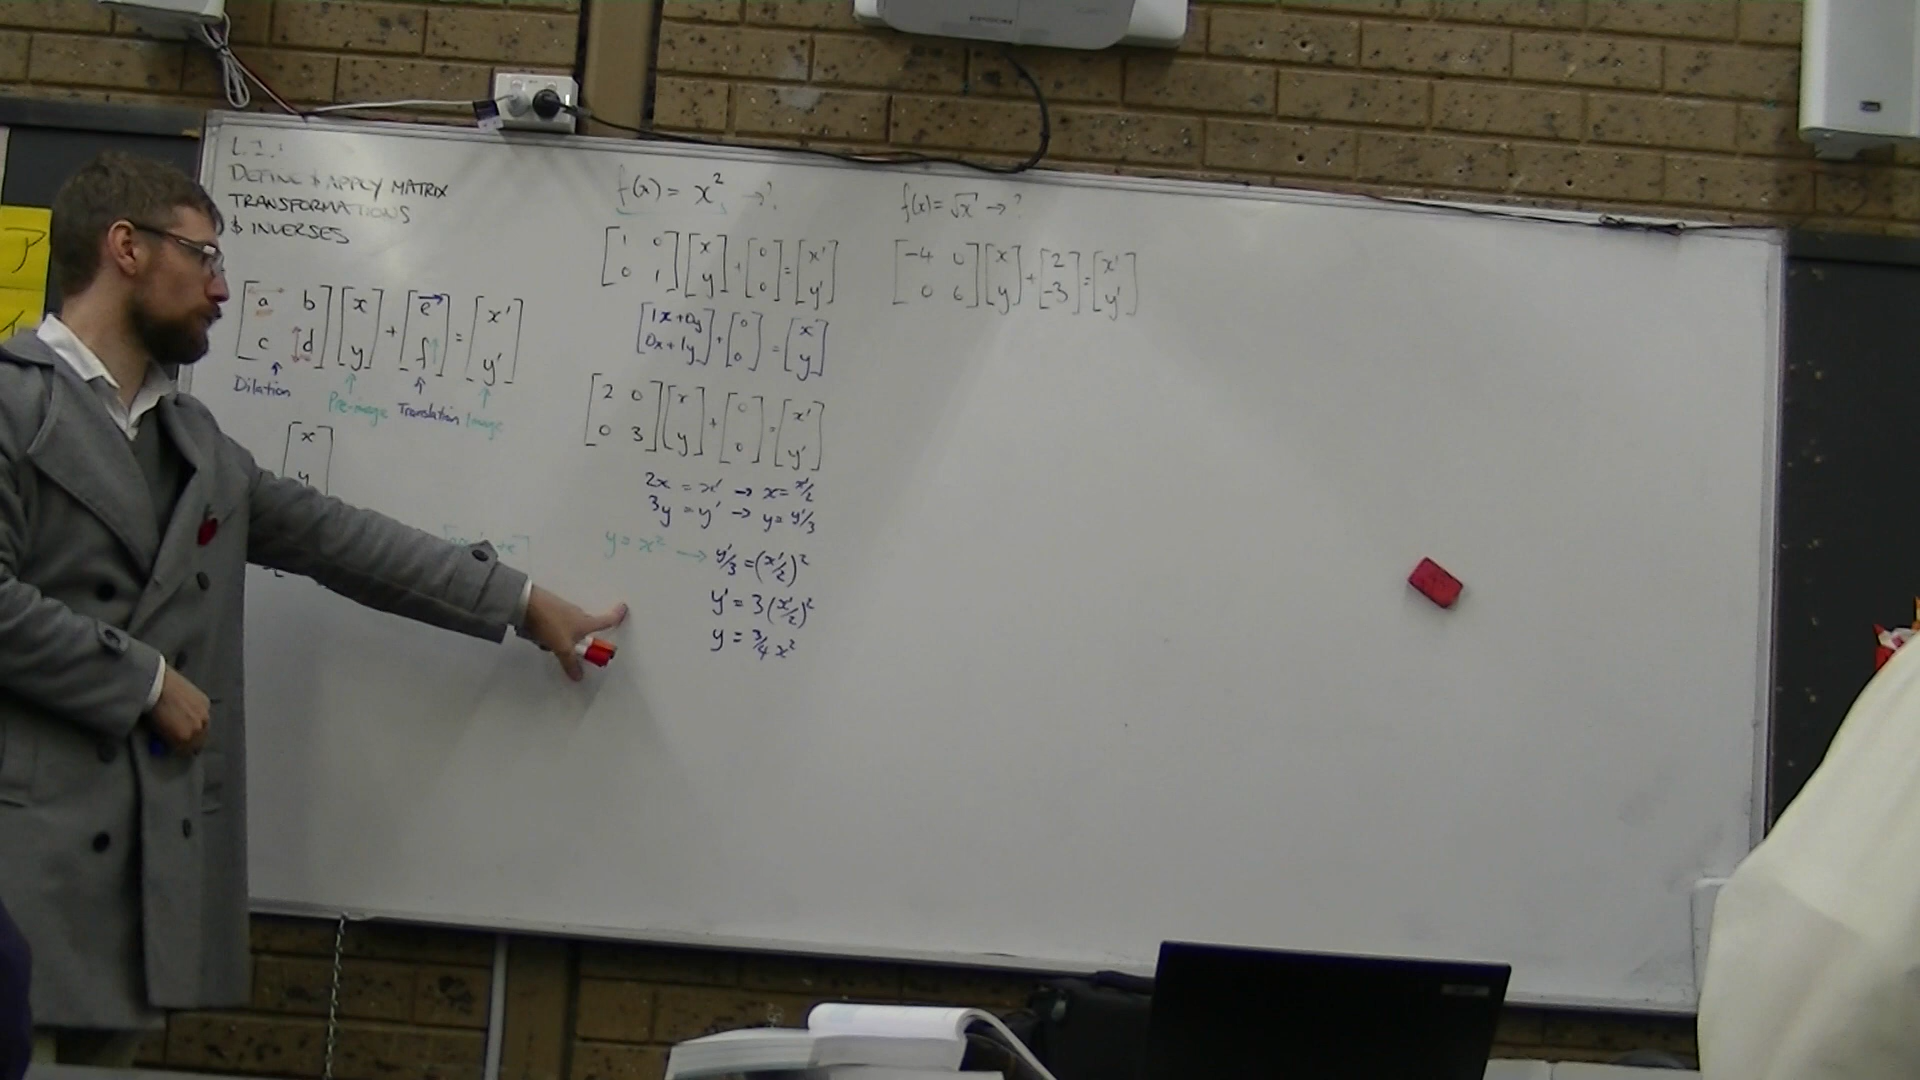 L.I.:
DEFINE & APPLY MATRIX
TRANSFORMATIONS
& INVERSES
[a b; c d] [x; y] + [e; f] = [x'; y']
Dilation Pre-image Translation Image
[x; y]
f(x) = x² → ?
[1 0; 0 1] [x; y] + [0; 0] = [x'; y']
[1x+0y; 0x+1y] + [0; 0] = [x; y]
[2 0; 0 3] [x; y] + [0; 0] = [x'; y']
2x = x' → x = x'/2
3y = y' → y = y'/3
y = x² → y'/3 = (x'/2)²
y' = 3(x'/2)²
y = 3/4 x²
f(x) = √x → ?
[-4 0; 0 6] [x; y] + [2; -3] = [x'; y']
EPSON